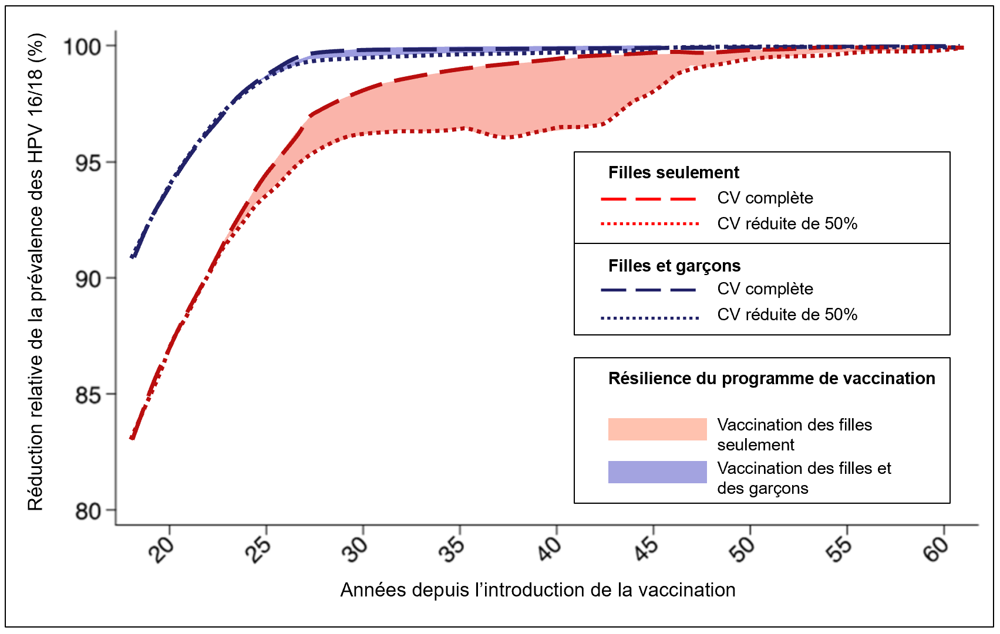 Réduction relative de la prévalence des HPV 16/18 (%)
100
95
90
85
80
20
25
30
35
40
45
50
55
60
Années depuis l’introduction de la vaccination
Filles seulement
CV complète
CV réduite de 50%
Filles et garçons
CV complète
CV réduite de 50%
Résilience du programme de vaccination
Vaccination des filles
seulement
Vaccination des filles et
des garçons